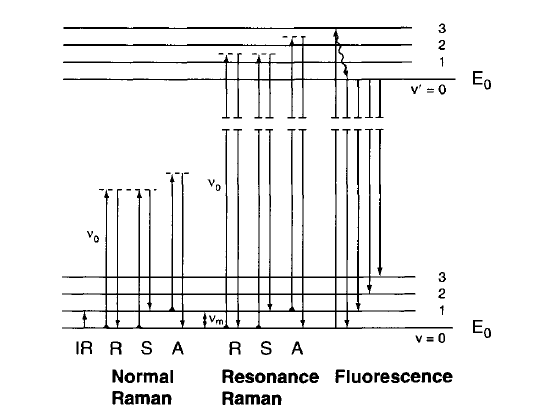 3
2
1
v' = 0
E₀
ν₀
ν₀
3
2
1
νₘ
v = 0
E₀
IR R S A R S A
Normal Resonance Fluorescence
Raman Raman